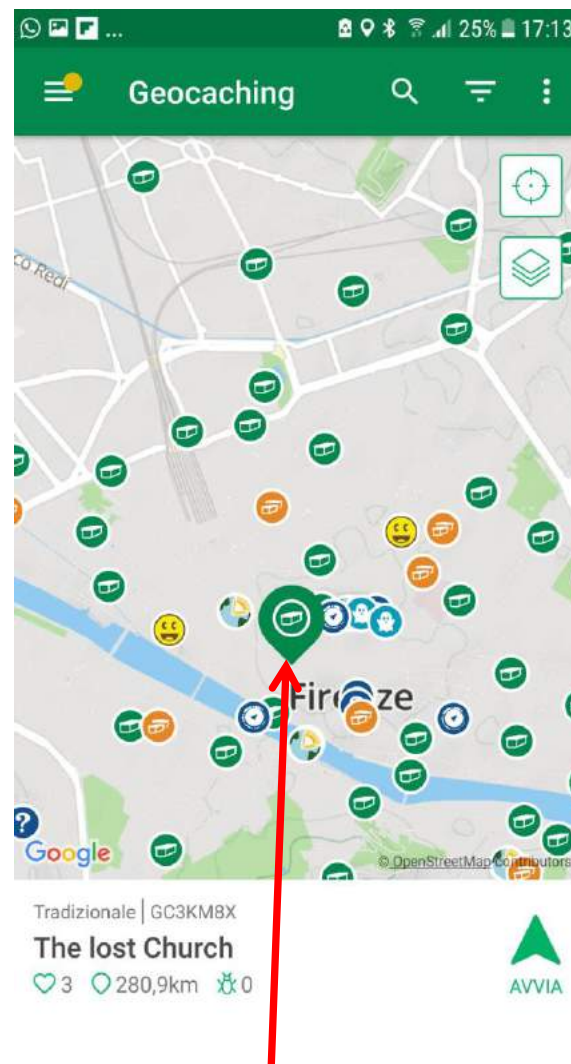 ... 25% 17:13
Geocaching
co Redi
Firenze
?
Google
© OpenStreetMap contributors
Tradizionale | GC3KM8X
The lost Church
3 280,9km 0
AVVIA